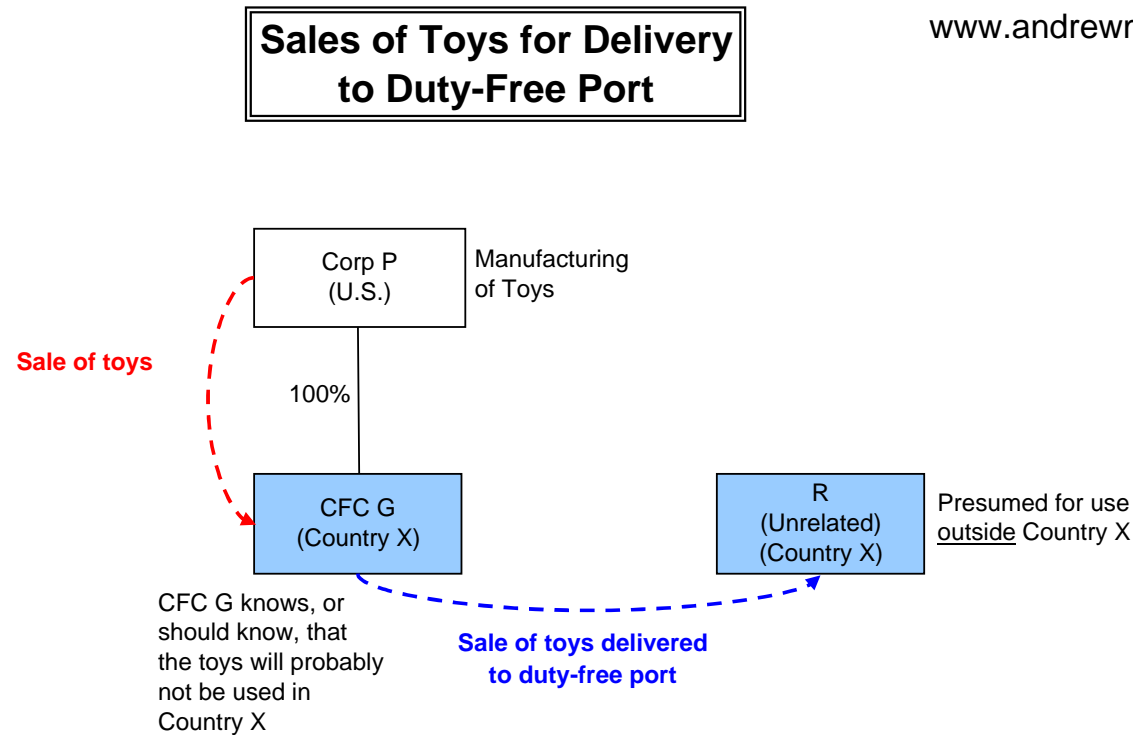 Sales of Toys for Delivery
to Duty-Free Port
www.andrewr
Corp P
(U.S.)
Manufacturing
of Toys
Sale of toys
100%
CFC G
(Country X)
R
(Unrelated)
(Country X)
Presumed for use
outside Country X
CFC G knows, or
should know, that
the toys will probably
not be used in
Country X
Sale of toys delivered
to duty-free port